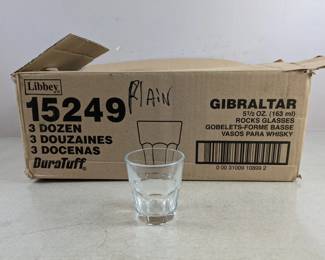 Libbey
15249
Plain
3 DOZEN
3 DOUZAINES
3 DOCENAS
DuraTuff®
GIBRALTAR
5½ OZ. (163 ml)
ROCKS GLASSES
GOBELETS-FORME BASSE
VASOS PARA WHISKY
0 00 31009 10899 2